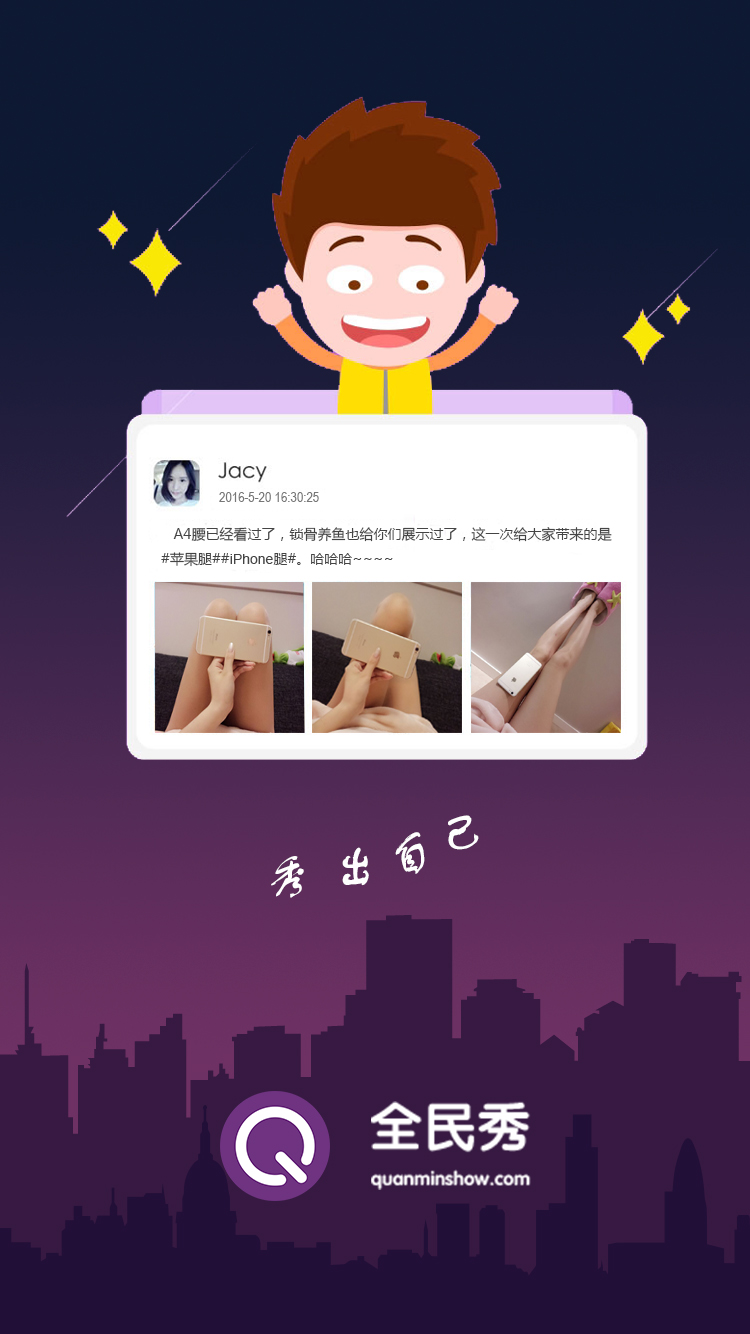 Jacy
2016-5-20 16:30:25
A4腰已经看过了，锁骨养鱼也给你们展示过了，这一次给大家带来的是
#苹果腿##iPhone腿#。哈哈哈~~~~
秀出自己
全民秀
quanminshow.com